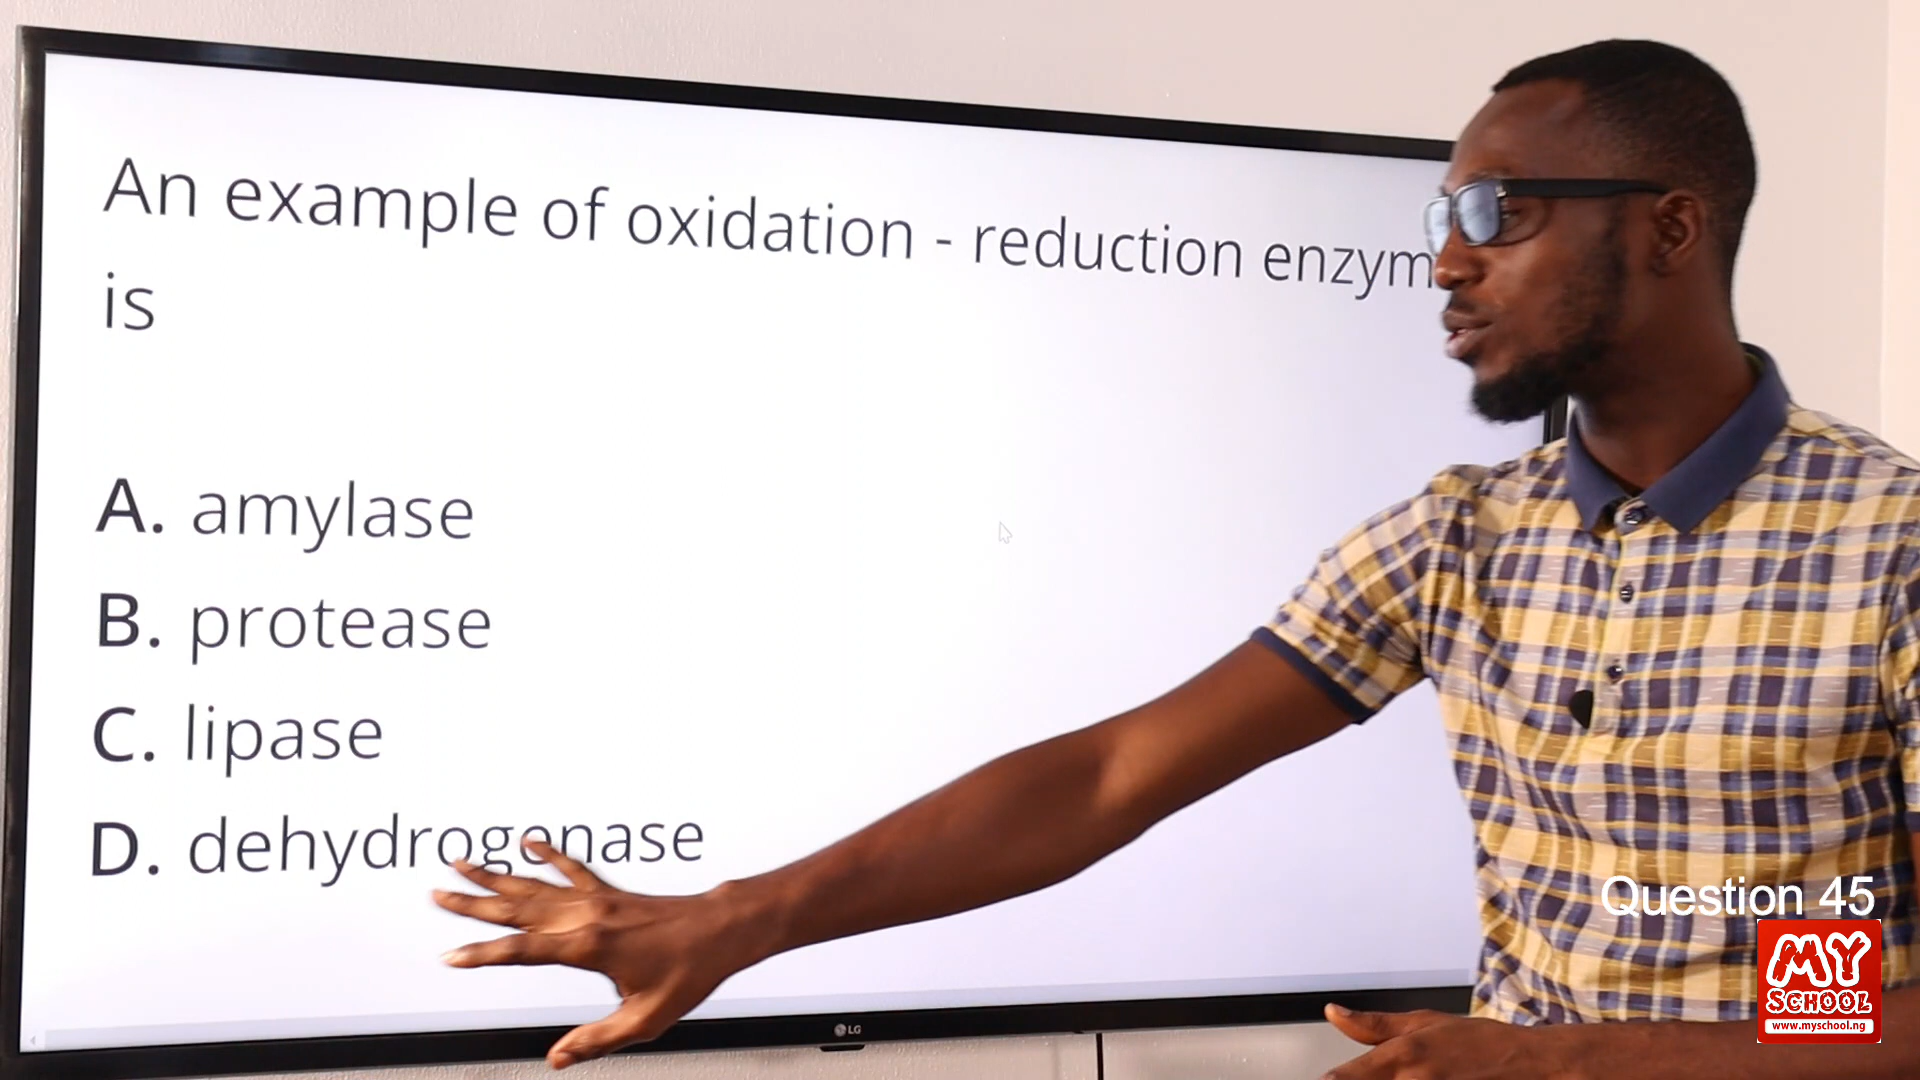 An example of oxidation - reduction enzym
is
A. amylase
B. protease
C. lipase
D. dehydrogenase
Question 45
MY
SCHOOL
www.myschool.ng
LG